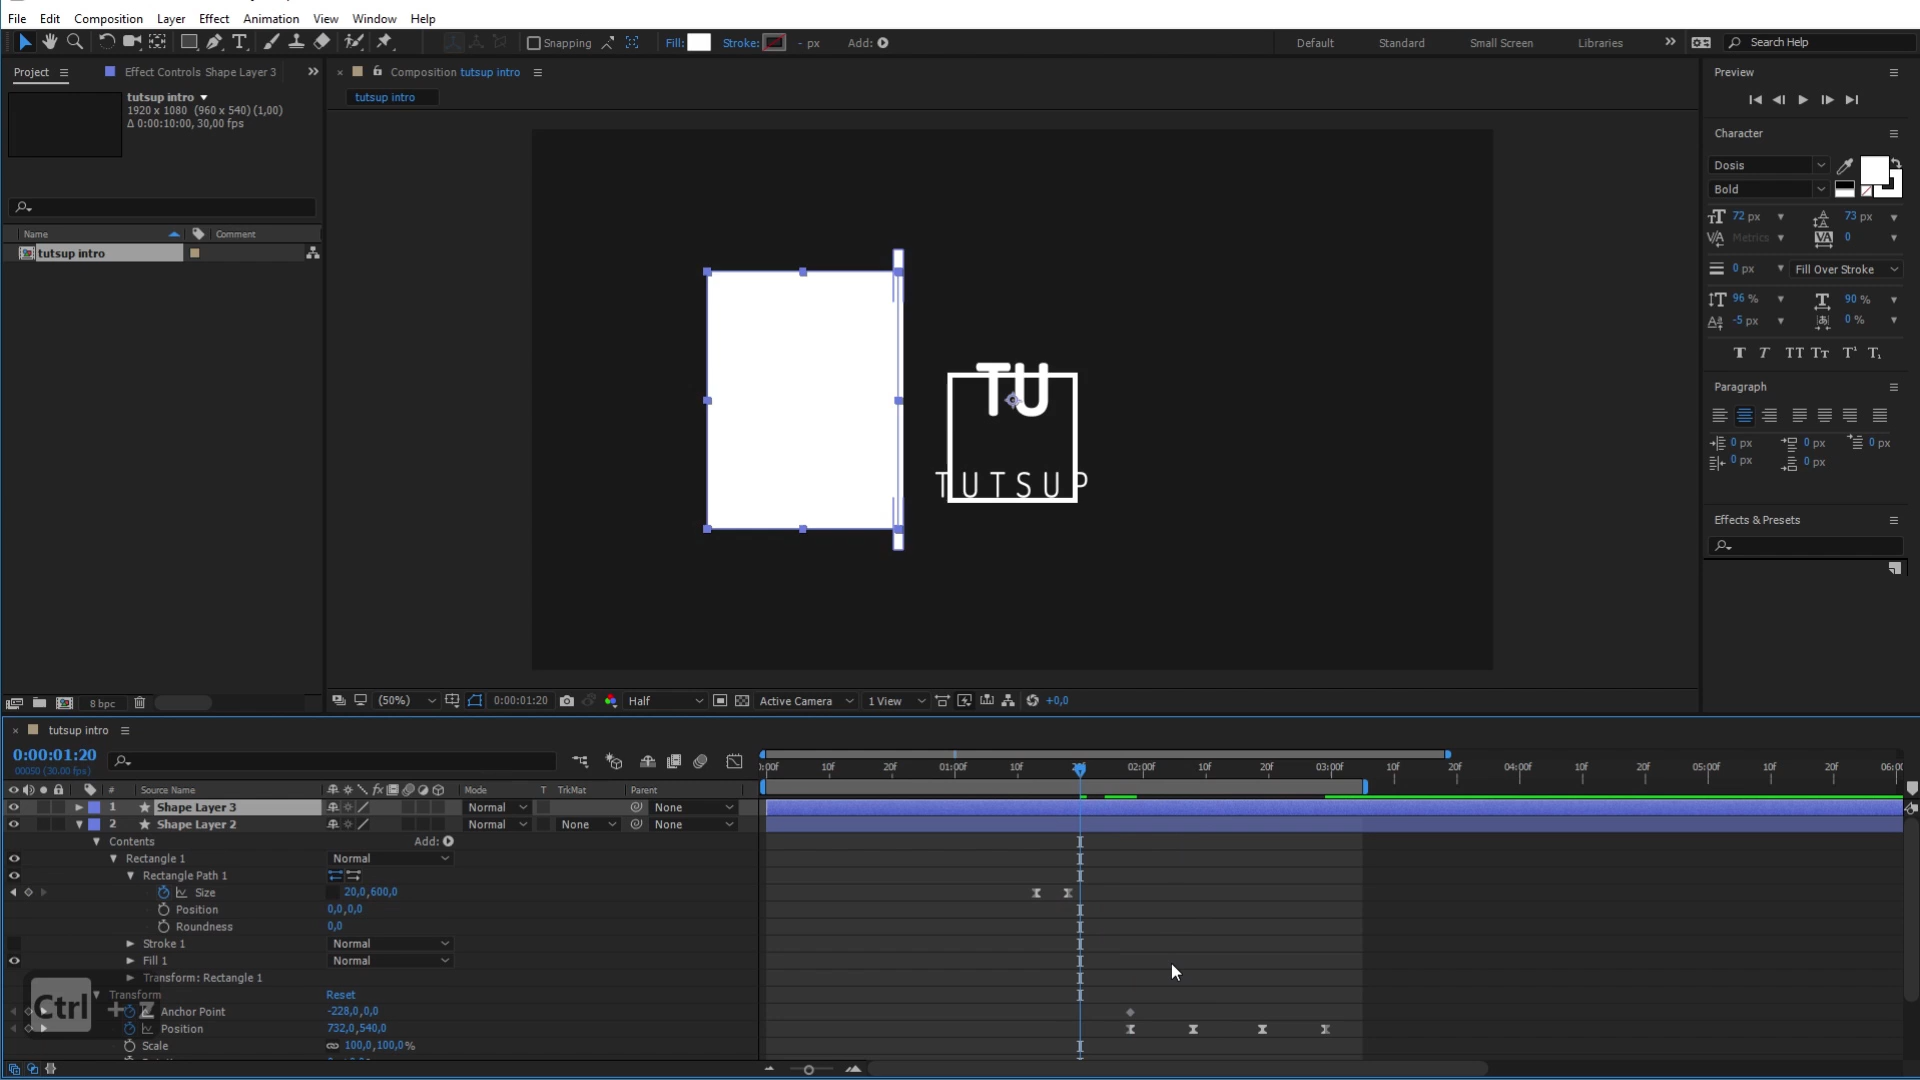 File Edit Composition Layer Effect Animation View Window Help
Snapping Fill: Stroke: - px Add: Default Standard Small Screen Libraries Search Help
Project Effect Controls Shape Layer 3
tutsup intro
1920 x 1080 (960 x 540) (1,00)
Δ 0:00:10:00, 30,00 fps
Name Comment
tutsup intro
8 bpc
Composition tutsup intro
tutsup intro
TU
TUTSUP
(50%) 0:00:01:20 Half Active Camera 1 View +0,0
Preview
Character
Dosis
Bold
72 px 73 px
Metrics 0
0 px Fill Over Stroke
96 % 90 %
-5 px 0 %
T T TT Tt T¹ T₁
Paragraph
0 px 0 px 0 px
0 px 0 px
Effects & Presets
tutsup intro
0:00:01:20
00050 (30.00 fps)
:00f 10f 20f 01:00f 10f 20f 02:00f 10f 20f 03:00f 10f 20f 04:00f 10f 20f 05:00f 10f 20f 06:00
# Source Name Mode T TrkMat Parent
1 Shape Layer 3 Normal None
2 Shape Layer 2 Normal None None
Contents Add:
Rectangle 1 Normal
Rectangle Path 1
Size 20,0,600,0
Position 0,0,0,0
Roundness 0,0
Stroke 1 Normal
Fill 1 Normal
Transform: Rectangle 1
Transform Reset
Anchor Point -228,0,0,0
Position 732,0,540,0
Scale 100,0,100,0%
Ctrl + Z